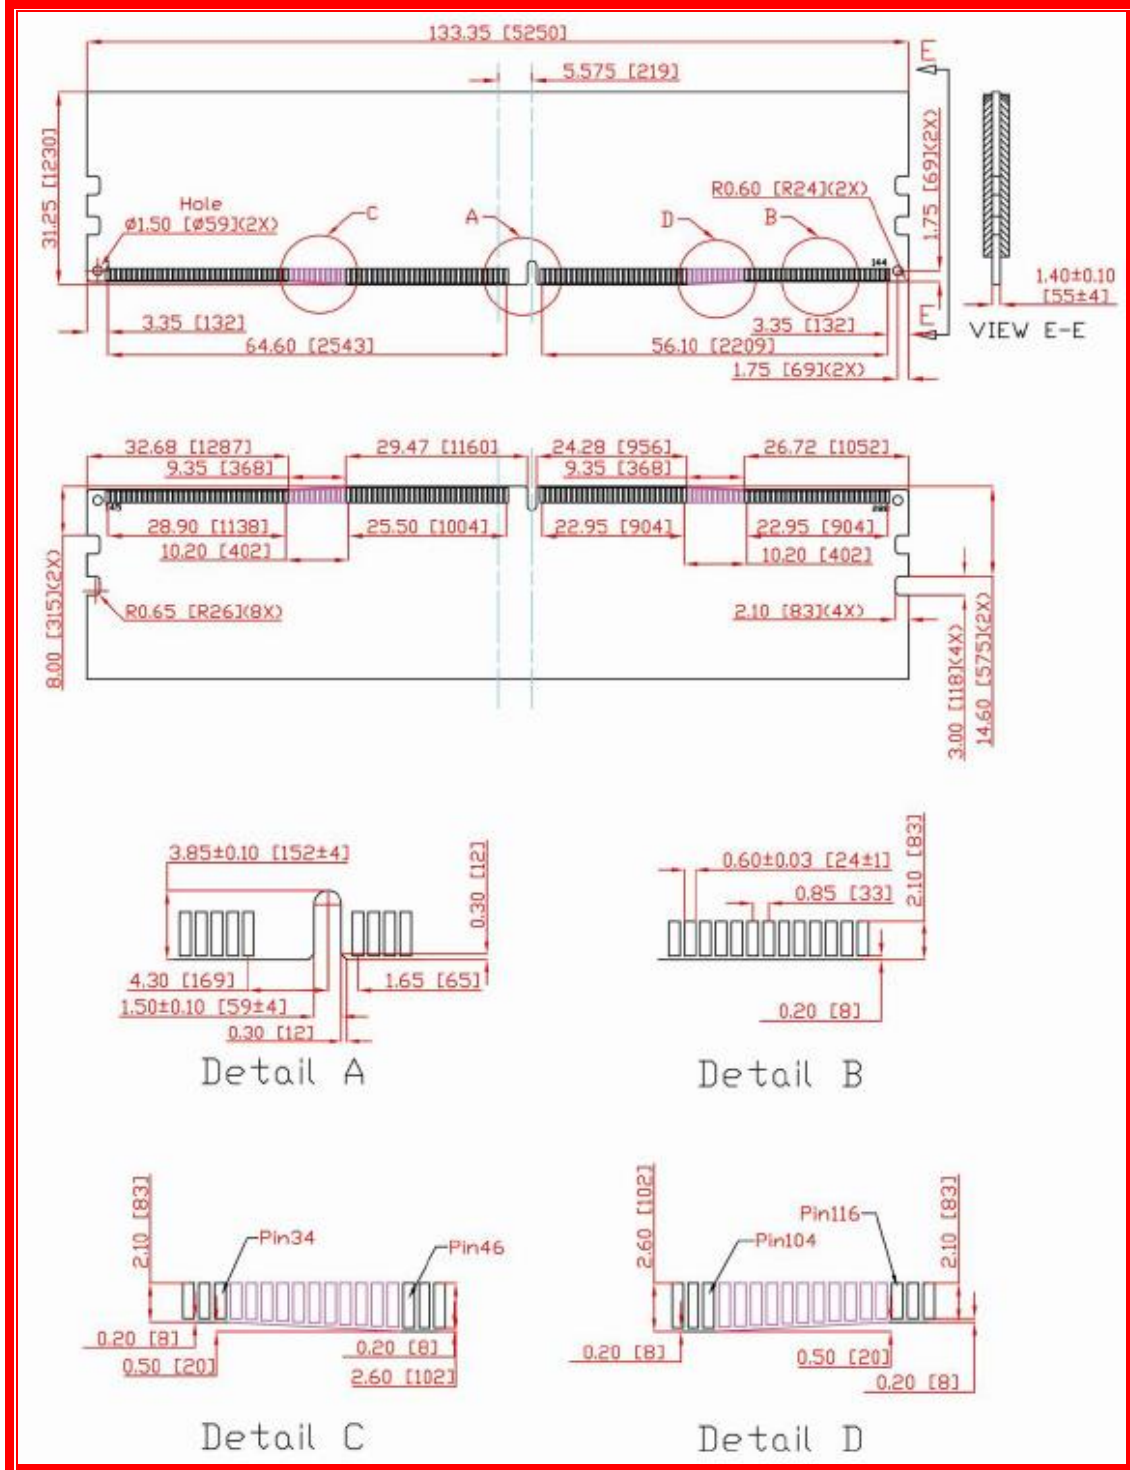 133.35 [5250]
5.575 [219]
E
31.25 [1230]
Hole
Ø1.50 [Ø59](2X)
C
A
D
B
R0.60 [R24](2X)
1.75 [69](2X)
1
144
1.40±0.10
[55±4]
3.35 [132]
3.35 [132]
E
VIEW E-E
64.60 [2543]
56.10 [2209]
1.75 [69](2X)
32.68 [1287]
29.47 [1160]
24.28 [956]
26.72 [1052]
9.35 [368]
9.35 [368]
145
288
28.90 [1138]
25.50 [1004]
22.95 [904]
22.95 [904]
10.20 [402]
10.20 [402]
8.00 [315](2X)
R0.65 [R26](8X)
2.10 [83](4X)
3.00 [118](4X)
14.60 [575](2X)
3.85±0.10 [152±4]
0.30 [12]
4.30 [169]
1.65 [65]
1.50±0.10 [59±4]
0.30 [12]
Detail A
0.60±0.03 [24±1]
2.10 [83]
0.85 [33]
0.20 [8]
Detail B
2.10 [83]
Pin34
Pin46
0.20 [8]
0.20 [8]
0.50 [20]
2.60 [102]
Detail C
2.60 [102]
Pin116
Pin104
2.10 [83]
0.20 [8]
0.50 [20]
0.20 [8]
Detail D